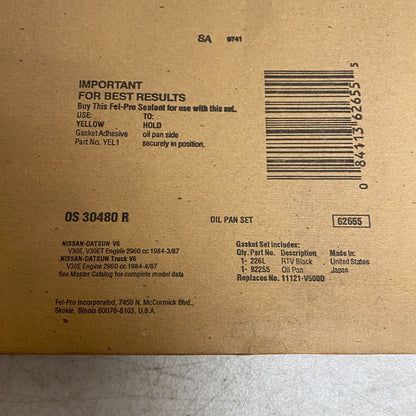 SA 9741
IMPORTANT
FOR BEST RESULTS
Buy This Fel-Pro Sealant for use with this set.
USE: TO:
YELLOW HOLD
Gasket Adhesive oil pan side
Part No. YEL1 securely in position.
0 84113 62655 5
OS 30480 R OIL PAN SET 62655
NISSAN-DATSUN V6
V30E, V30ET Engine 2960 cc 1984-3/87
NISSAN-DATSUN Truck V6
V30E Engine 2960 cc 1984-4/87
See Master Catalog for complete model data
Gasket Set Includes:
Qty. Part No. Description Made in:
1- 226L RTV Black United States
1- 92255 Oil Pan Japan
Replaces No. 11121-V500D
Fel-Pro Incorporated, 7450 N. McCormick Blvd.,
Skokie, Illinois 60076-8103, U.S.A.